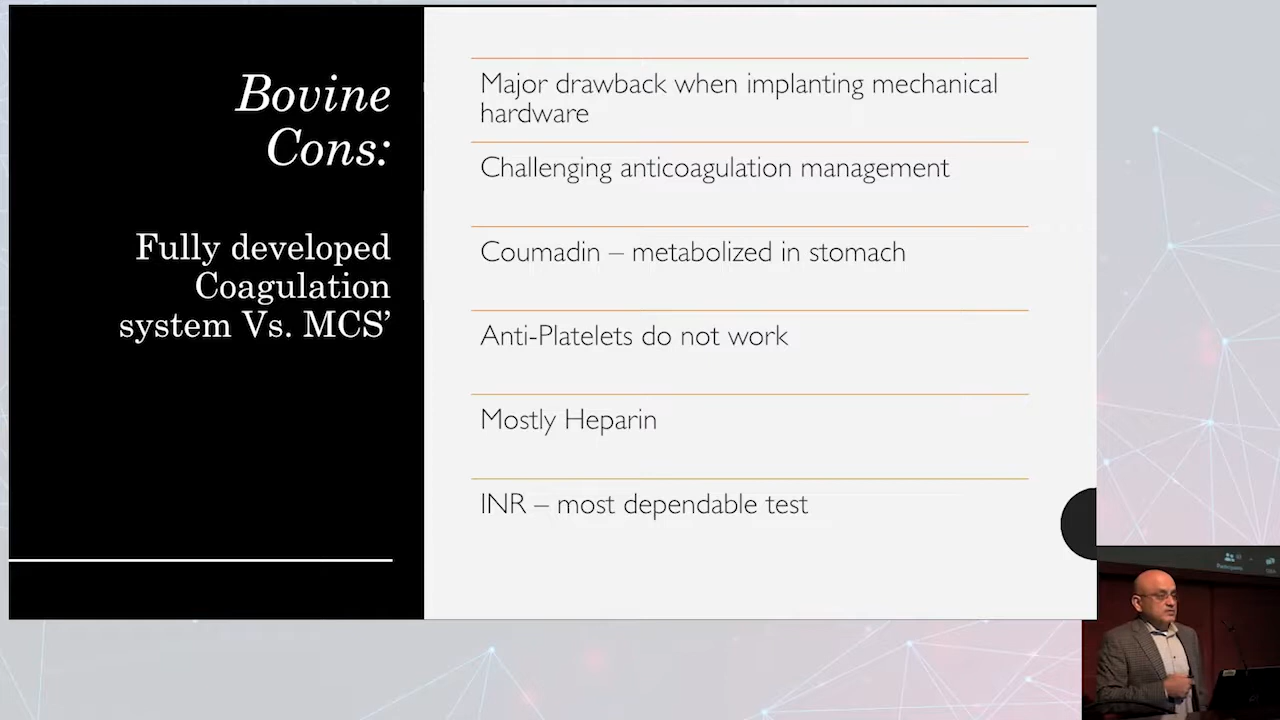 Bovine
Cons:
Fully developed
Coagulation
system Vs. MCS’
Major drawback when implanting mechanical
hardware
Challenging anticoagulation management
Coumadin – metabolized in stomach
Anti-Platelets do not work
Mostly Heparin
INR – most dependable test